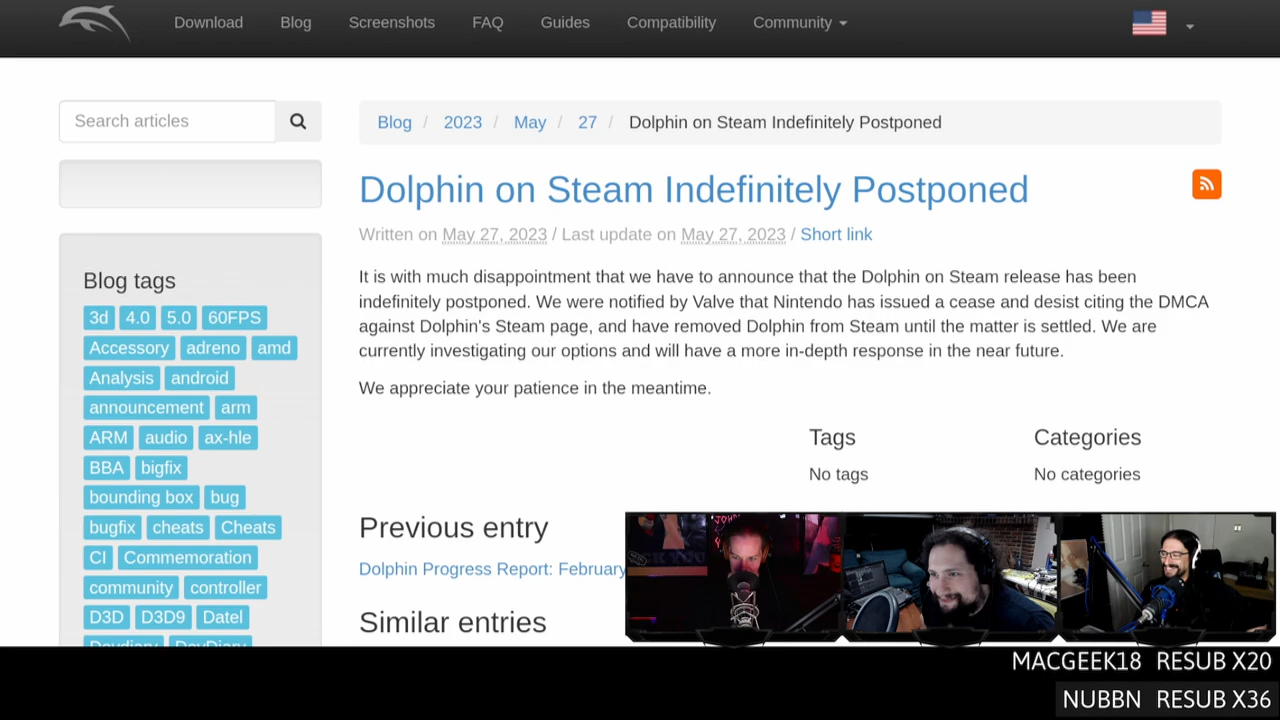 Download Blog Screenshots FAQ Guides Compatibility Community
Search articles
Blog / 2023 / May / 27 / Dolphin on Steam Indefinitely Postponed
Dolphin on Steam Indefinitely Postponed
Written on May 27, 2023 / Last update on May 27, 2023 / Short link
It is with much disappointment that we have to announce that the Dolphin on Steam release has been
indefinitely postponed. We were notified by Valve that Nintendo has issued a cease and desist citing the DMCA
against Dolphin's Steam page, and have removed Dolphin from Steam until the matter is settled. We are
currently investigating our options and will have a more in-depth response in the near future.
We appreciate your patience in the meantime.
Blog tags
3d 4.0 5.0 60FPS
Accessory adreno amd
Analysis android
announcement arm
ARM audio ax-hle
BBA bigfix
bounding box bug
bugfix cheats Cheats
CI Commemoration
community controller
D3D D3D9 Datel
Devdiary DevDiary
Tags
No tags
Categories
No categories
Previous entry
Dolphin Progress Report: February
Similar entries
MACGEEK18 RESUB X20
NUBBN RESUB X36